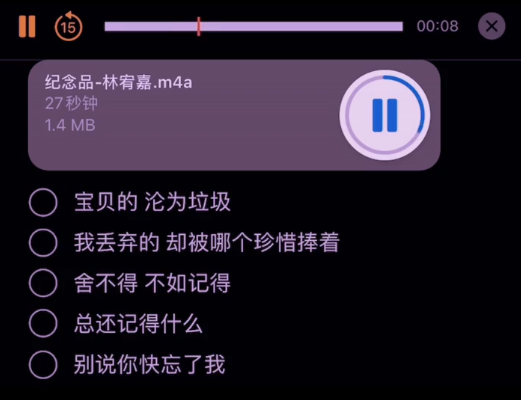 15
00:08
纪念品-林宥嘉.m4a
27秒钟
1.4 MB
宝贝的 沦为垃圾
我丢弃的 却被哪个珍惜捧着
舍不得 不如记得
总还记得什么
别说你快忘了我